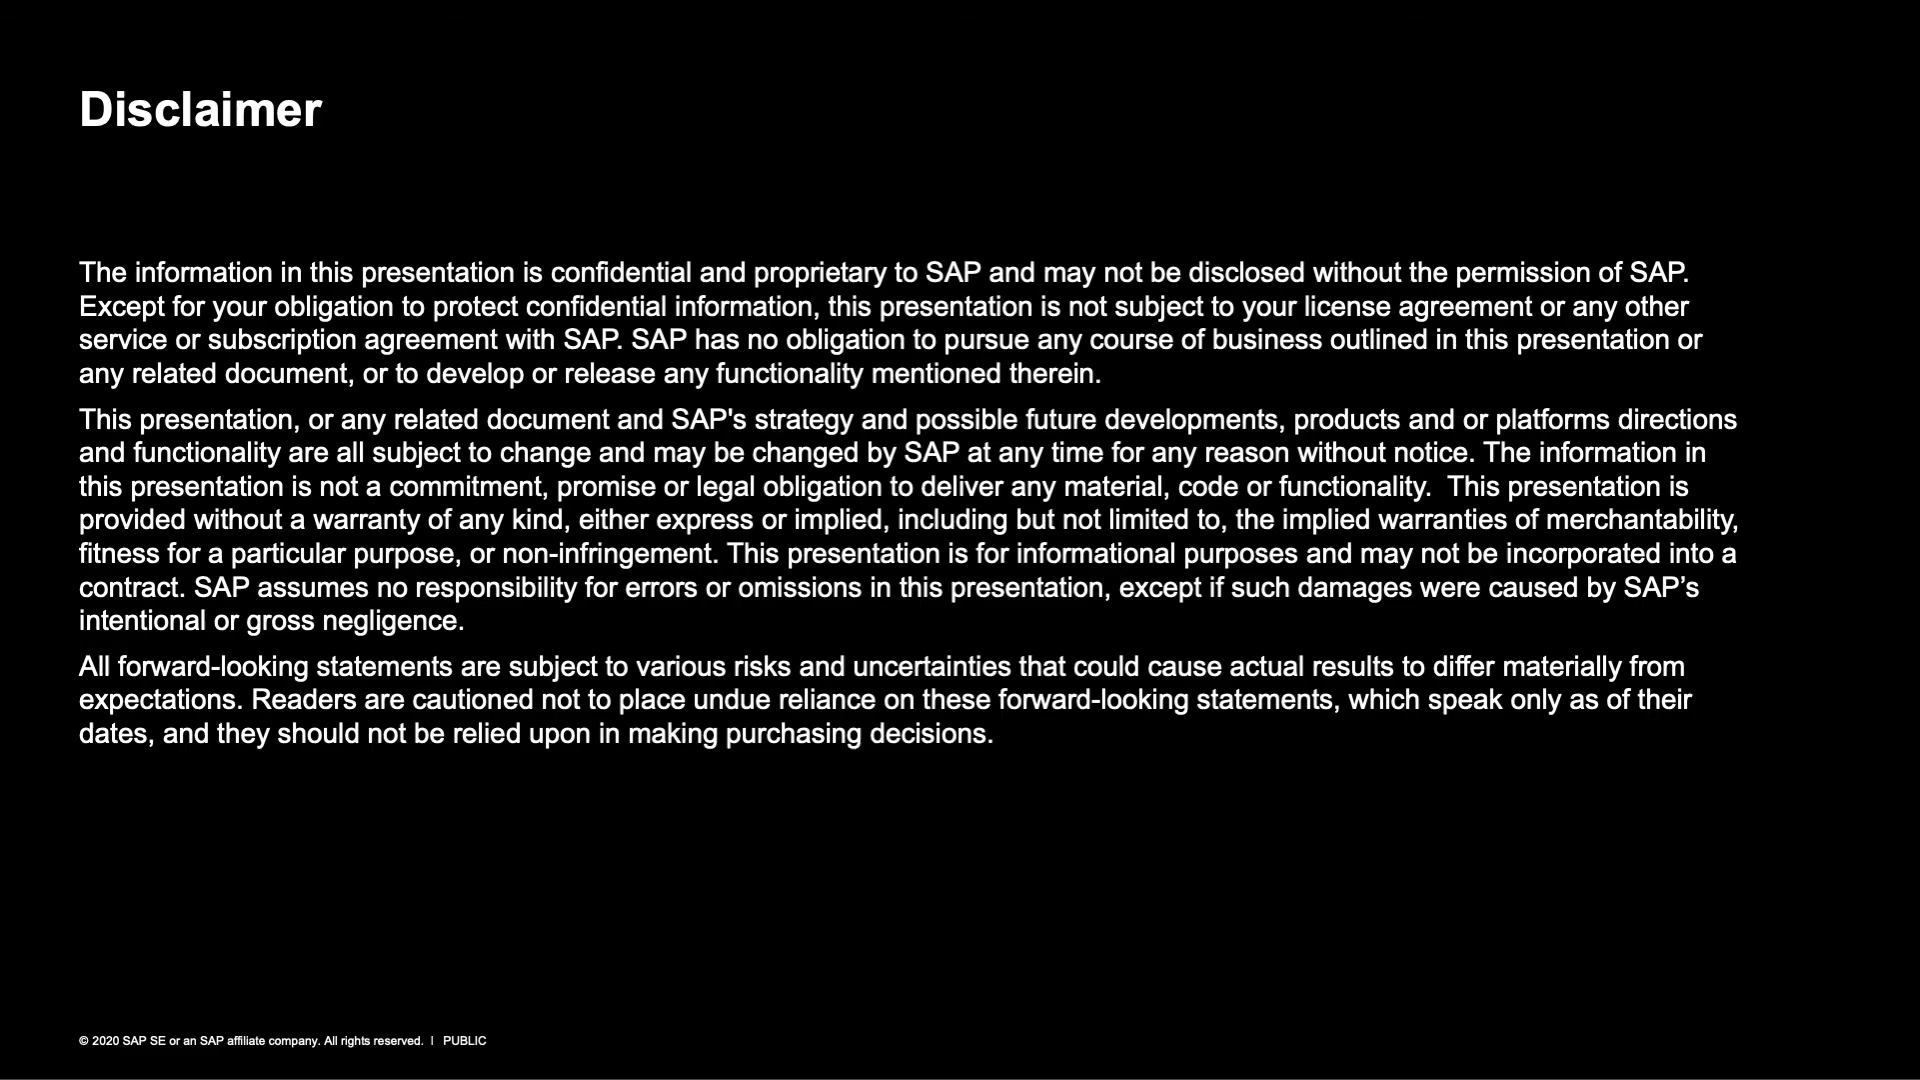 Disclaimer
The information in this presentation is confidential and proprietary to SAP and may not be disclosed without the permission of SAP.
Except for your obligation to protect confidential information, this presentation is not subject to your license agreement or any other
service or subscription agreement with SAP. SAP has no obligation to pursue any course of business outlined in this presentation or
any related document, or to develop or release any functionality mentioned therein.
This presentation, or any related document and SAP's strategy and possible future developments, products and or platforms directions
and functionality are all subject to change and may be changed by SAP at any time for any reason without notice. The information in
this presentation is not a commitment, promise or legal obligation to deliver any material, code or functionality.  This presentation is
provided without a warranty of any kind, either express or implied, including but not limited to, the implied warranties of merchantability,
fitness for a particular purpose, or non-infringement. This presentation is for informational purposes and may not be incorporated into a
contract. SAP assumes no responsibility for errors or omissions in this presentation, except if such damages were caused by SAP’s
intentional or gross negligence.
All forward-looking statements are subject to various risks and uncertainties that could cause actual results to differ materially from
expectations. Readers are cautioned not to place undue reliance on these forward-looking statements, which speak only as of their
dates, and they should not be relied upon in making purchasing decisions.
© 2020 SAP SE or an SAP affiliate company. All rights reserved. | PUBLIC